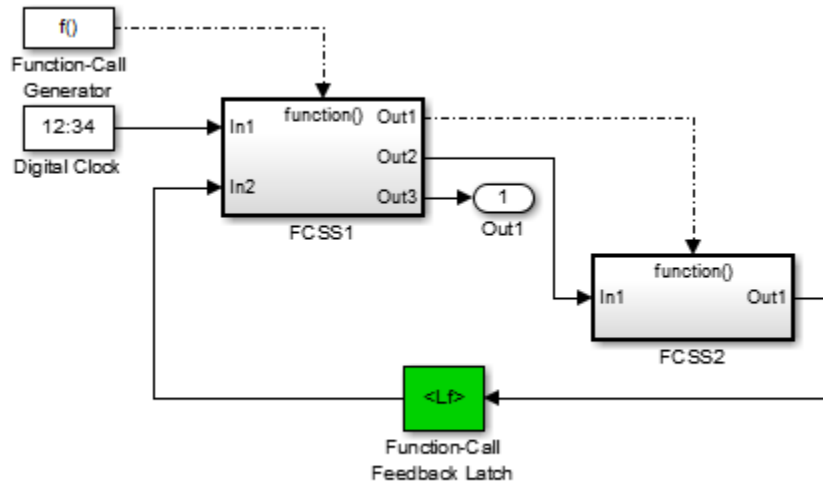 f()
Function-Call
Generator
12:34
Digital Clock
function()
In1
In2
Out1
Out2
Out3
FCSS1
1
Out1
function()
In1
Out1
FCSS2
<Lf>
Function-Call
Feedback Latch